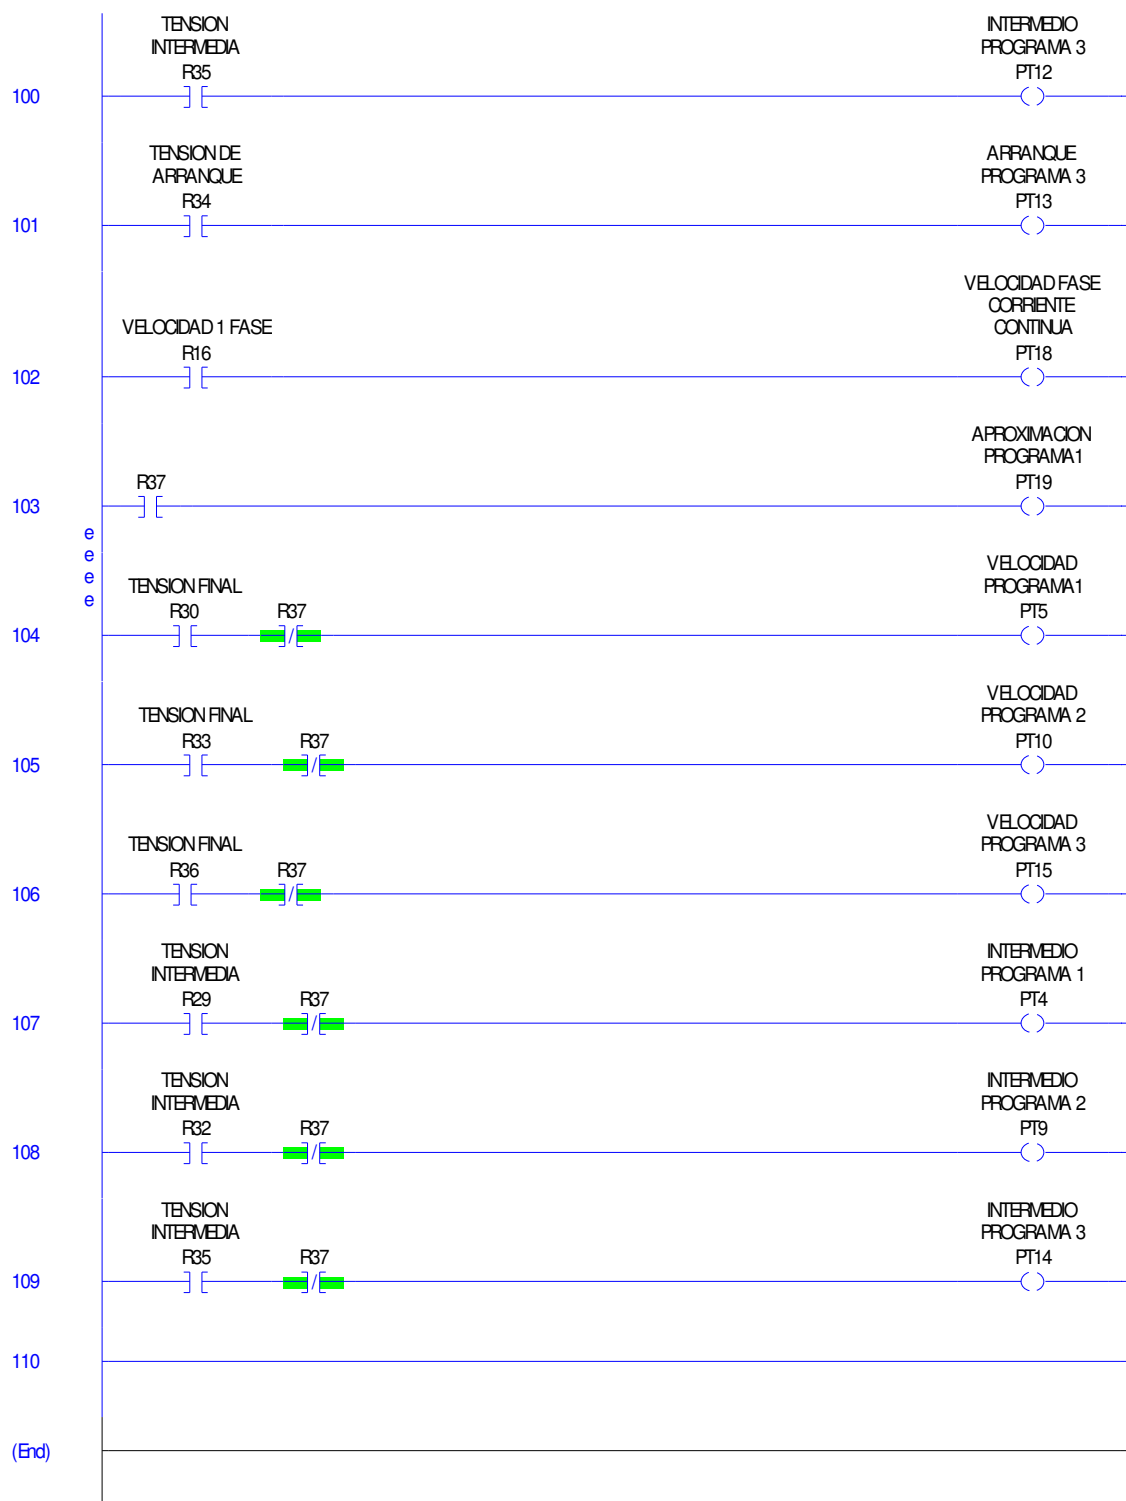 TENSION
INTERMEDIA
R35
INTERMEDIO
PROGRAMA 3
PT12
100
TENSION DE
ARRANQUE
R34
ARRANQUE
PROGRAMA 3
PT13
101
VELOCIDAD 1 FASE
R16
VELOCIDAD FASE
CORRIENTE
CONTINUA
PT18
102
R37
APROXIMACION
PROGRAMA1
PT19
103
e
e
e
e
TENSION FINAL
R30
R37
VELOCIDAD
PROGRAMA1
PT5
104
TENSION FINAL
R33
R37
VELOCIDAD
PROGRAMA 2
PT10
105
TENSION FINAL
R36
R37
VELOCIDAD
PROGRAMA 3
PT15
106
TENSION
INTERMEDIA
R29
R37
INTERMEDIO
PROGRAMA 1
PT4
107
TENSION
INTERMEDIA
R32
R37
INTERMEDIO
PROGRAMA 2
PT9
108
TENSION
INTERMEDIA
R35
R37
INTERMEDIO
PROGRAMA 3
PT14
109
110
(End)